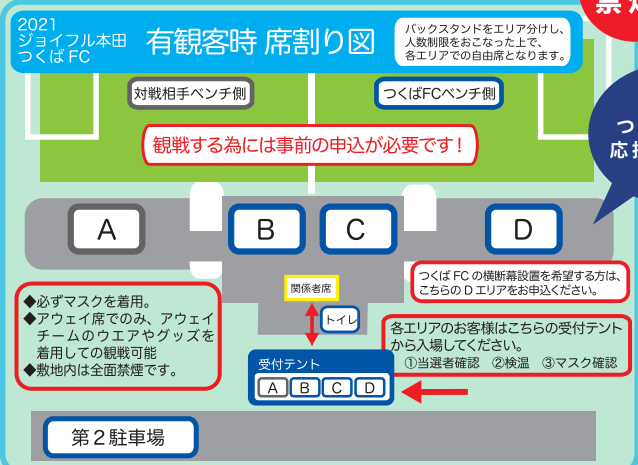 2021
ジョイフル本田
つくば FC
有観客時 席割り図
バックスタンドをエリア分けし、
人数制限をおこなった上で、
各エリアでの自由席となります。
対戦相手ベンチ側
つくばFCベンチ側
観戦する為には事前の申込が必要です!
A
B
C
D
関係者席
つくば FC の横断幕設置を希望する方は、
こちらの D エリアをお申込ください。
◆必ずマスクを着用。
◆アウェイ席でのみ、アウェイ
チームのウエアやグッズを
着用しての観戦可能
◆敷地内は全面禁煙です。
トイレ
各エリアのお客様はこちらの受付テント
から入場してください。
①当選者確認 ②検温 ③マスク確認
受付テント
A B C D
第２駐車場